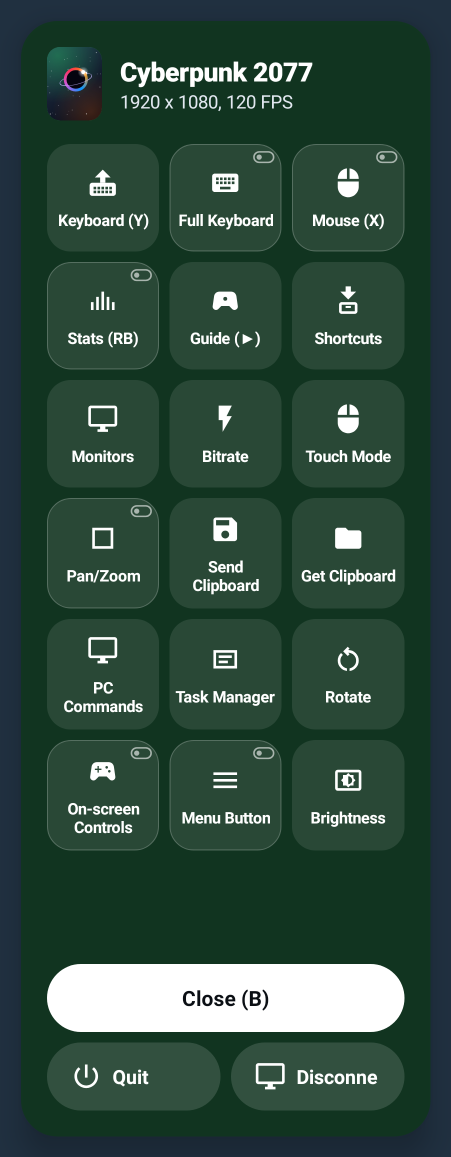 Cyberpunk 2077
1920 x 1080, 120 FPS
Keyboard (Y)
Full Keyboard
Mouse (X)
Stats (RB)
Guide (►)
Shortcuts
Monitors
Bitrate
Touch Mode
Pan/Zoom
Send
Clipboard
Get Clipboard
PC
Commands
Task Manager
Rotate
On-screen
Controls
Menu Button
Brightness
Close (B)
Quit
Disconne